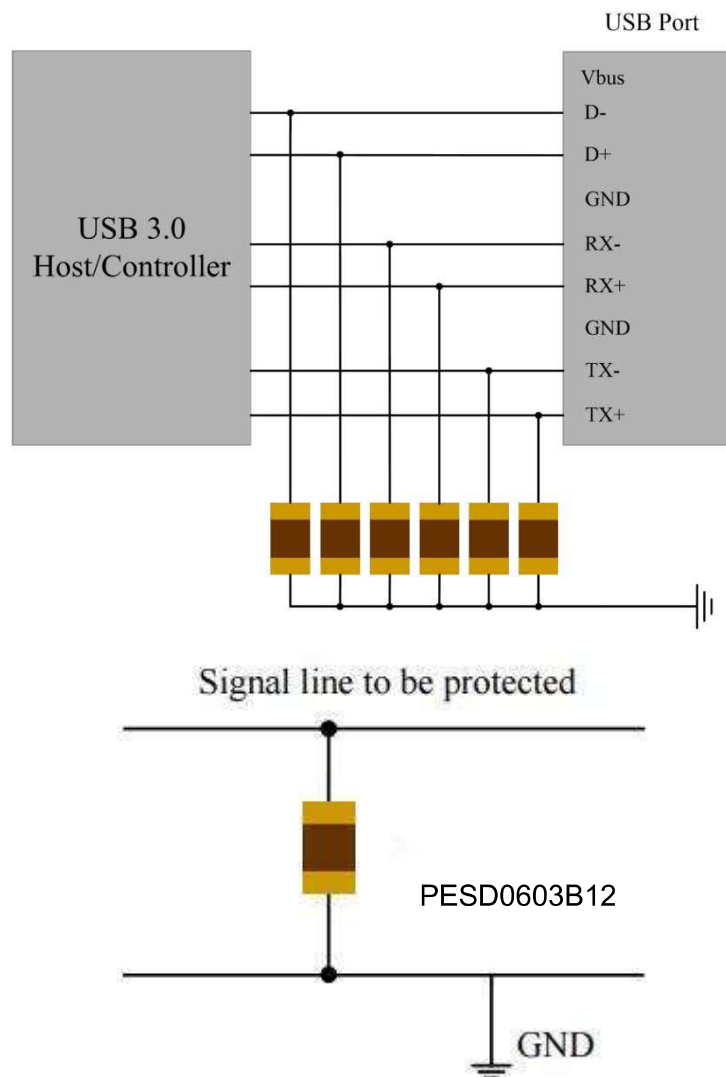 USB Port
Vbus
D-
D+
GND
USB 3.0
Host/Controller
RX-
RX+
GND
TX-
TX+
Signal line to be protected
PESD0603B12
GND